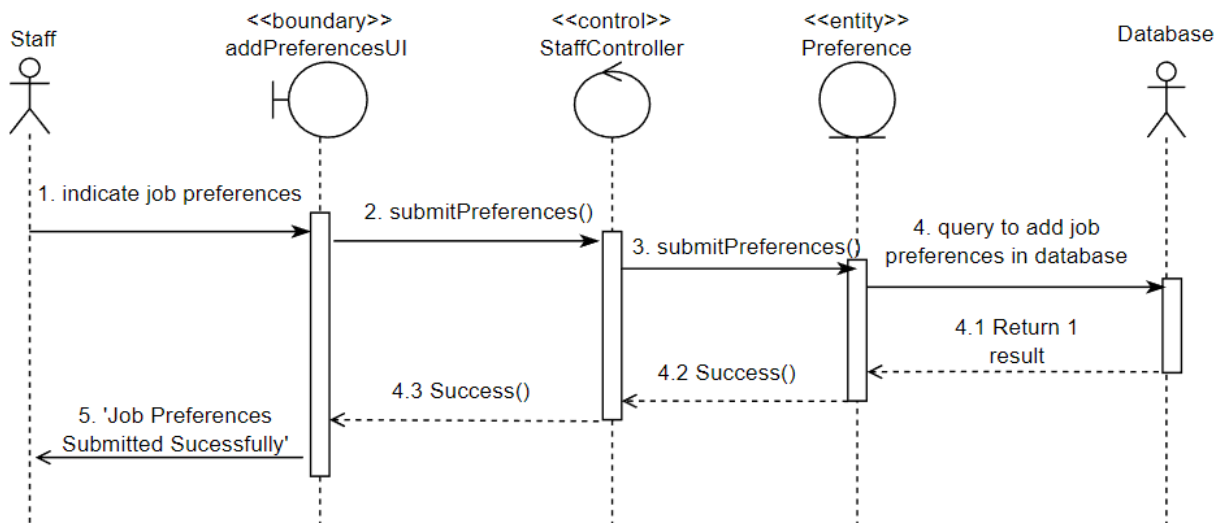 Staff
<<boundary>>
addPreferencesUI
<<control>>
StaffController
<<entity>>
Preference
Database
1. indicate job preferences
2. submitPreferences()
3. submitPreferences()
4. query to add job
preferences in database
4.1 Return 1
result
4.2 Success()
4.3 Success()
5. 'Job Preferences
Submitted Sucessfully'